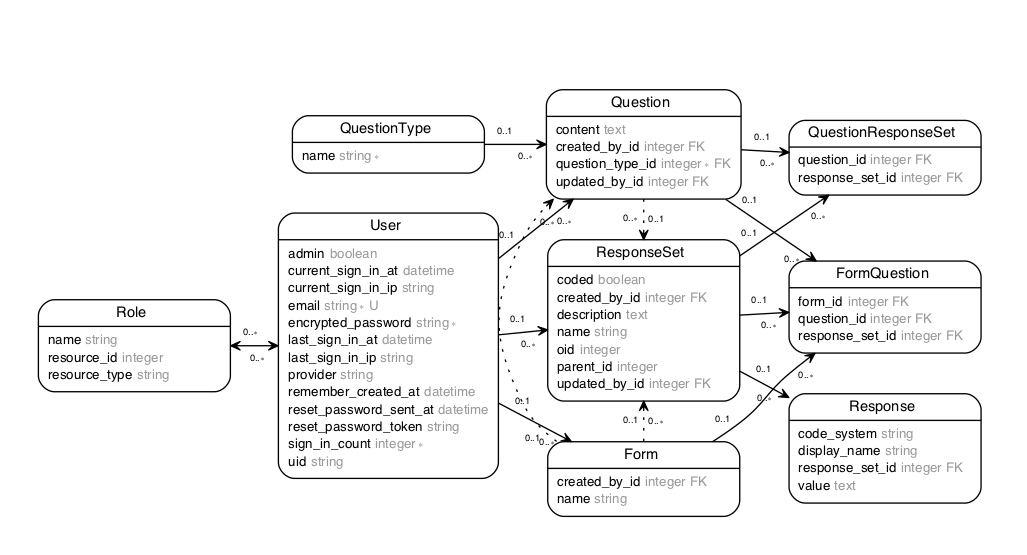 QuestionType
name string *
Question
content text
created_by_id integer FK
question_type_id integer * FK
updated_by_id integer FK
QuestionResponseSet
question_id integer FK
response_set_id integer FK
User
admin boolean
current_sign_in_at datetime
current_sign_in_ip string
email string * U
encrypted_password string *
last_sign_in_at datetime
last_sign_in_ip string
provider string
remember_created_at datetime
reset_password_sent_at datetime
reset_password_token string
sign_in_count integer *
uid string
Role
name string
resource_id integer
resource_type string
ResponseSet
coded boolean
created_by_id integer FK
description text
name string
oid integer
parent_id integer
updated_by_id integer FK
FormQuestion
form_id integer FK
question_id integer FK
response_set_id integer FK
Response
code_system string
display_name string
response_set_id integer FK
value text
Form
created_by_id integer FK
name string
0..1
0..*
0..1
0..*
0..1
0..*
0..*
0..*
0..1
0..1
0..1
0..*
0..*
0..*
0..*
0..1
0..*
0..1
0..*
0..1
0..*
0..*
0..1
0..1
0..*
0..1